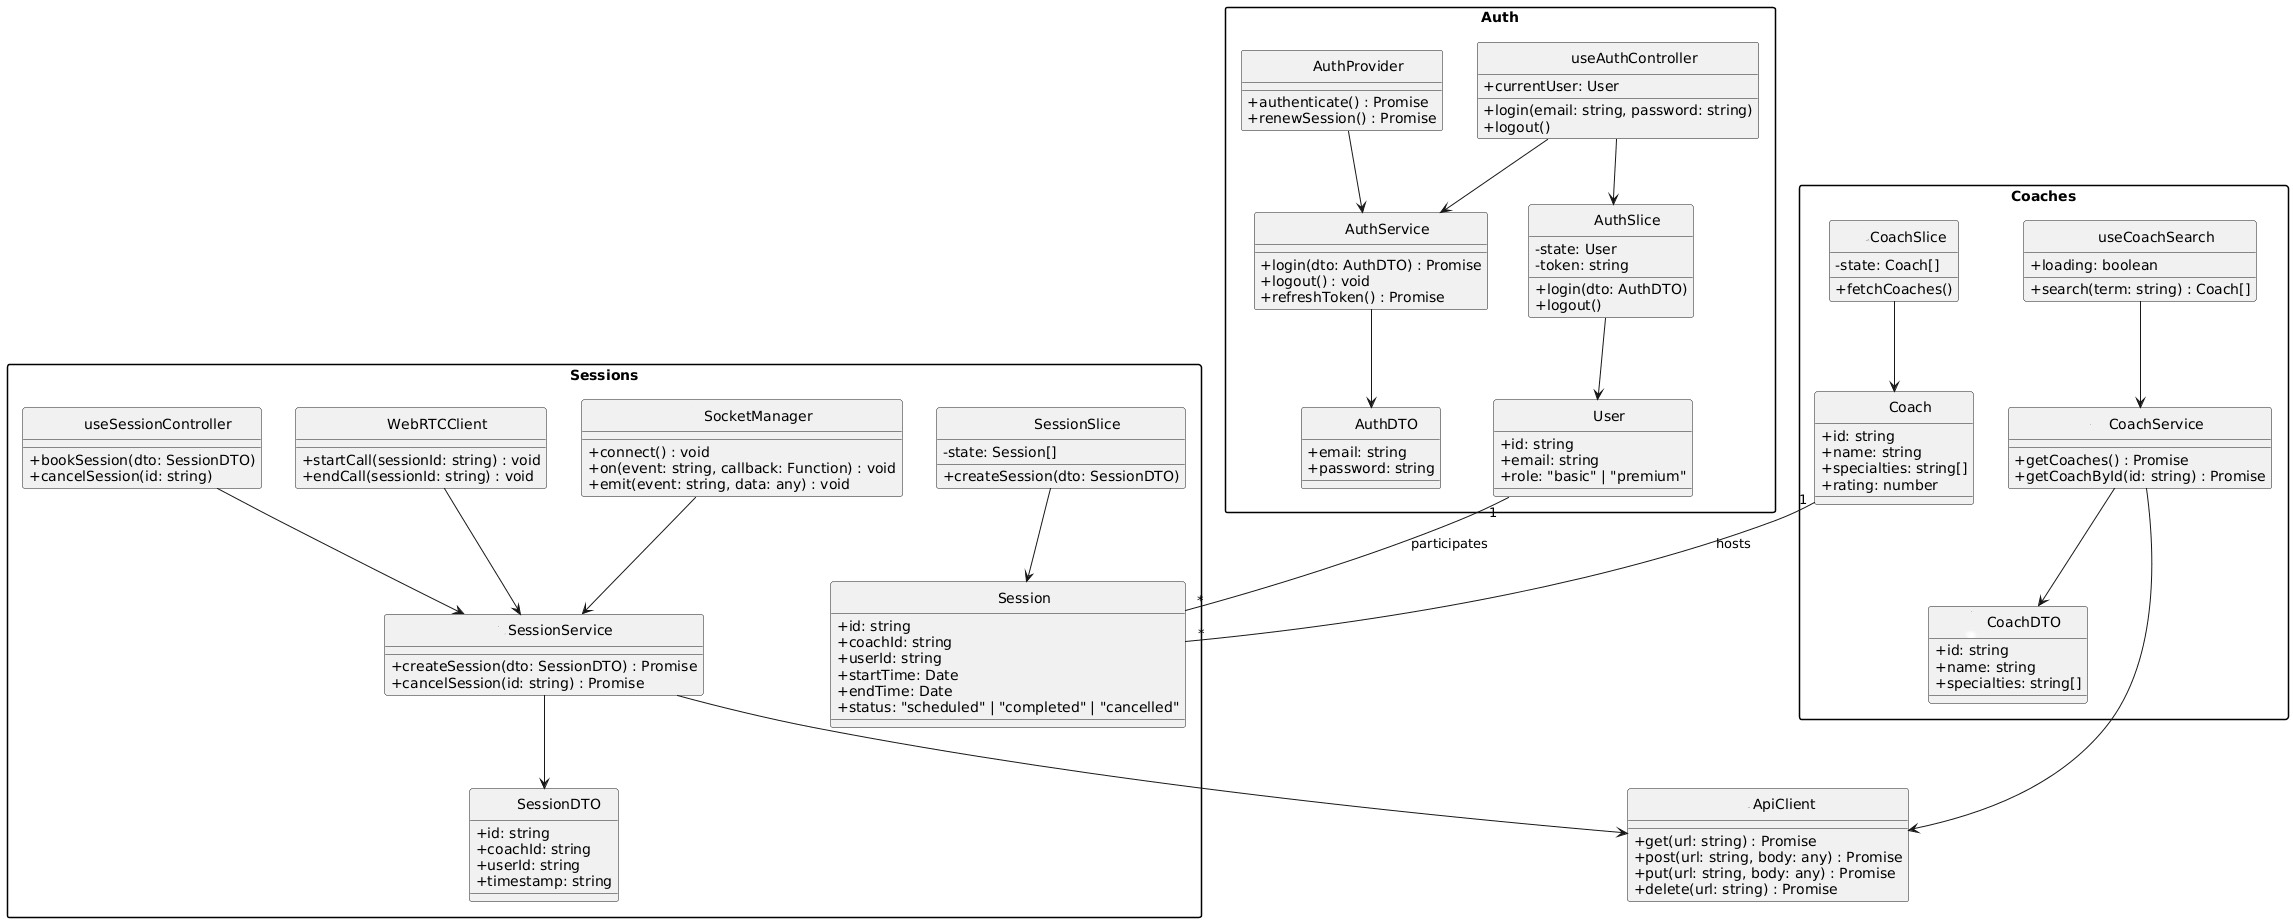 Auth
AuthProvider
+authenticate() : Promise
+renewSession() : Promise
useAuthController
+currentUser: User
+login(email: string, password: string)
+logout()
AuthService
+login(dto: AuthDTO) : Promise
+logout() : void
+refreshToken() : Promise
AuthSlice
-state: User
-token: string
+login(dto: AuthDTO)
+logout()
AuthDTO
+email: string
+password: string
User
+id: string
+email: string
+role: "basic" | "premium"
Coaches
CoachSlice
-state: Coach[]
+fetchCoaches()
useCoachSearch
+loading: boolean
+search(term: string) : Coach[]
Coach
+id: string
+name: string
+specialties: string[]
+rating: number
CoachService
+getCoaches() : Promise
+getCoachById(id: string) : Promise
CoachDTO
+id: string
+name: string
+specialties: string[]
Sessions
useSessionController
+bookSession(dto: SessionDTO)
+cancelSession(id: string)
WebRTCClient
+startCall(sessionId: string) : void
+endCall(sessionId: string) : void
SocketManager
+connect() : void
+on(event: string, callback: Function) : void
+emit(event: string, data: any) : void
SessionSlice
-state: Session[]
+createSession(dto: SessionDTO)
SessionService
+createSession(dto: SessionDTO) : Promise
+cancelSession(id: string) : Promise
Session
+id: string
+coachId: string
+userId: string
+startTime: Date
+endTime: Date
+status: "scheduled" | "completed" | "cancelled"
SessionDTO
+id: string
+coachId: string
+userId: string
+timestamp: string
1
participates
*
1
hosts
*
ApiClient
+get(url: string) : Promise
+post(url: string, body: any) : Promise
+put(url: string, body: any) : Promise
+delete(url: string) : Promise